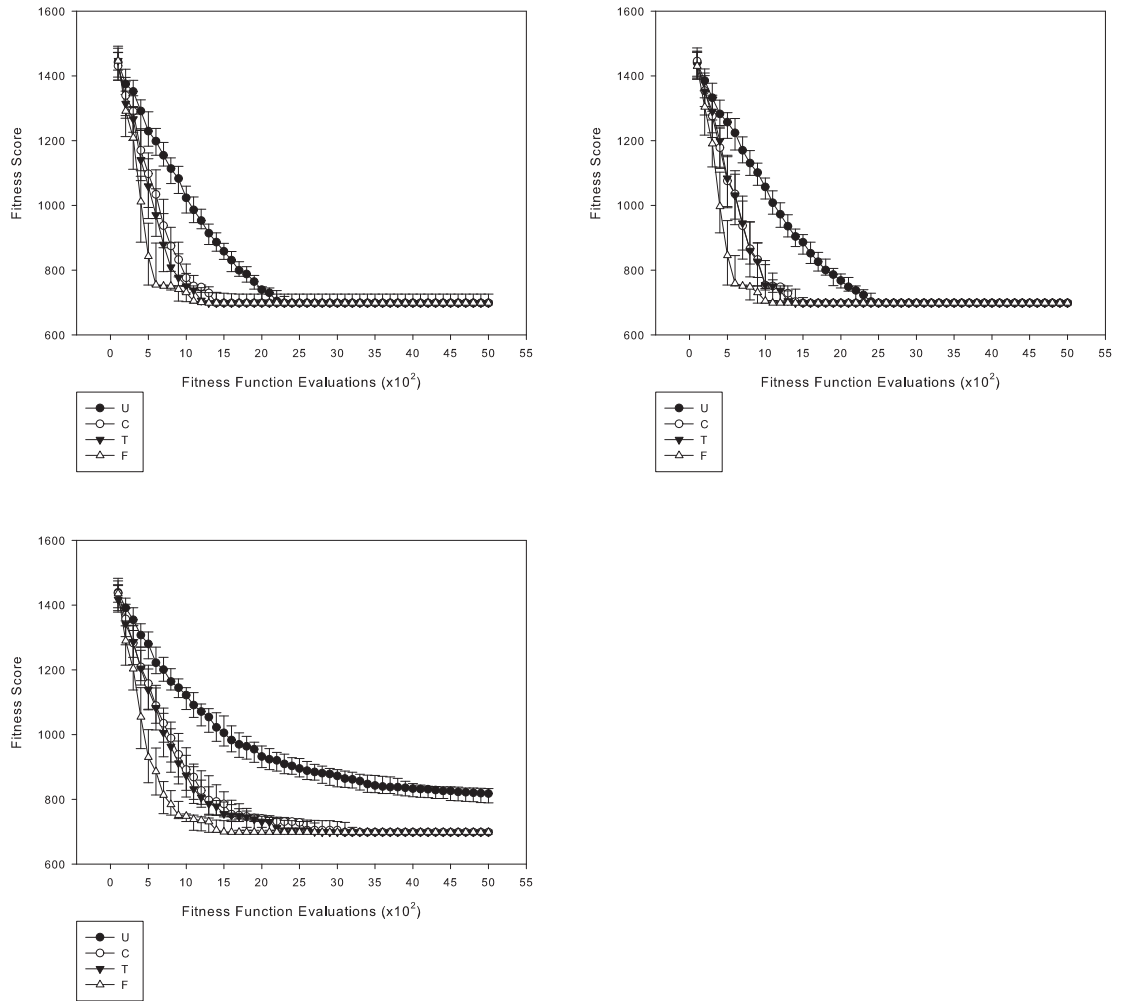 1600
1400
1200
1000
800
600
Fitness Score
0 5 10 15 20 25 30 35 40 45 50 55
Fitness Function Evaluations (x10²)
U
C
T
F
1600
1400
1200
1000
800
600
Fitness Score
0 5 10 15 20 25 30 35 40 45 50 55
Fitness Function Evaluations (x10²)
U
C
T
F
1600
1400
1200
1000
800
600
Fitness Score
0 5 10 15 20 25 30 35 40 45 50 55
Fitness Function Evaluations (x10²)
U
C
T
F